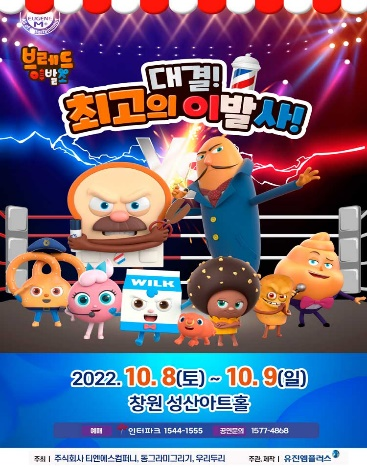 EUGENE
M
브레드
이발소
대결!
최고의 이발사!
WILK
2022. 10. 8(토) ~ 10. 9(일)
창원 성산아트홀
예매 인터파크 1544-1555 공연문의 1577-4868
주최 | 주식회사 티엔에스컴퍼니, 동그라미그리기, 우리두리 주관, 제작 | 유진엠플러스